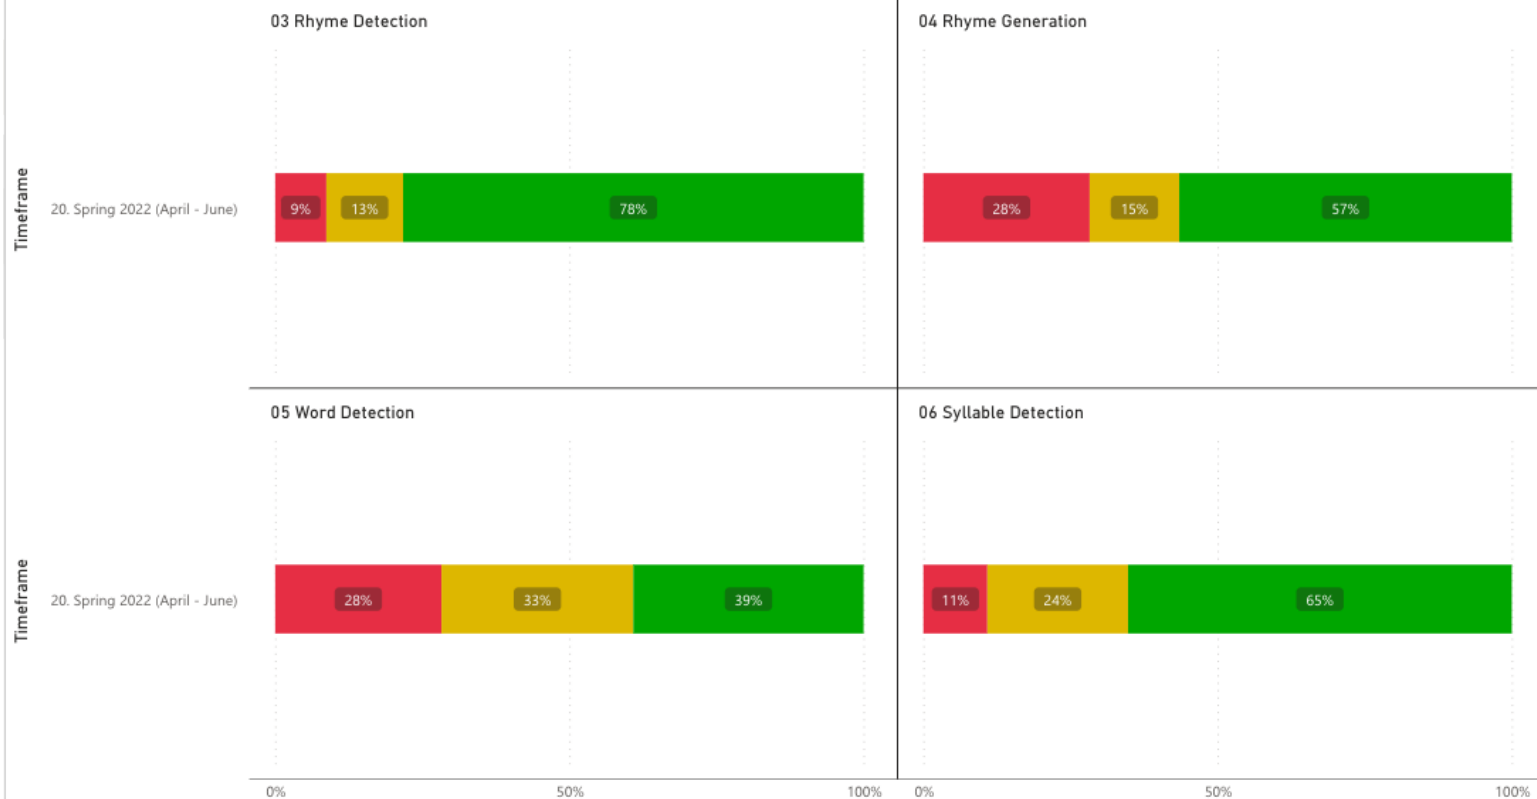 03 Rhyme Detection
04 Rhyme Generation
Timeframe
20. Spring 2022 (April - June)
9%
13%
78%
28%
15%
57%
05 Word Detection
06 Syllable Detection
Timeframe
20. Spring 2022 (April - June)
28%
33%
39%
11%
24%
65%
0%
50%
100%
0%
50%
100%